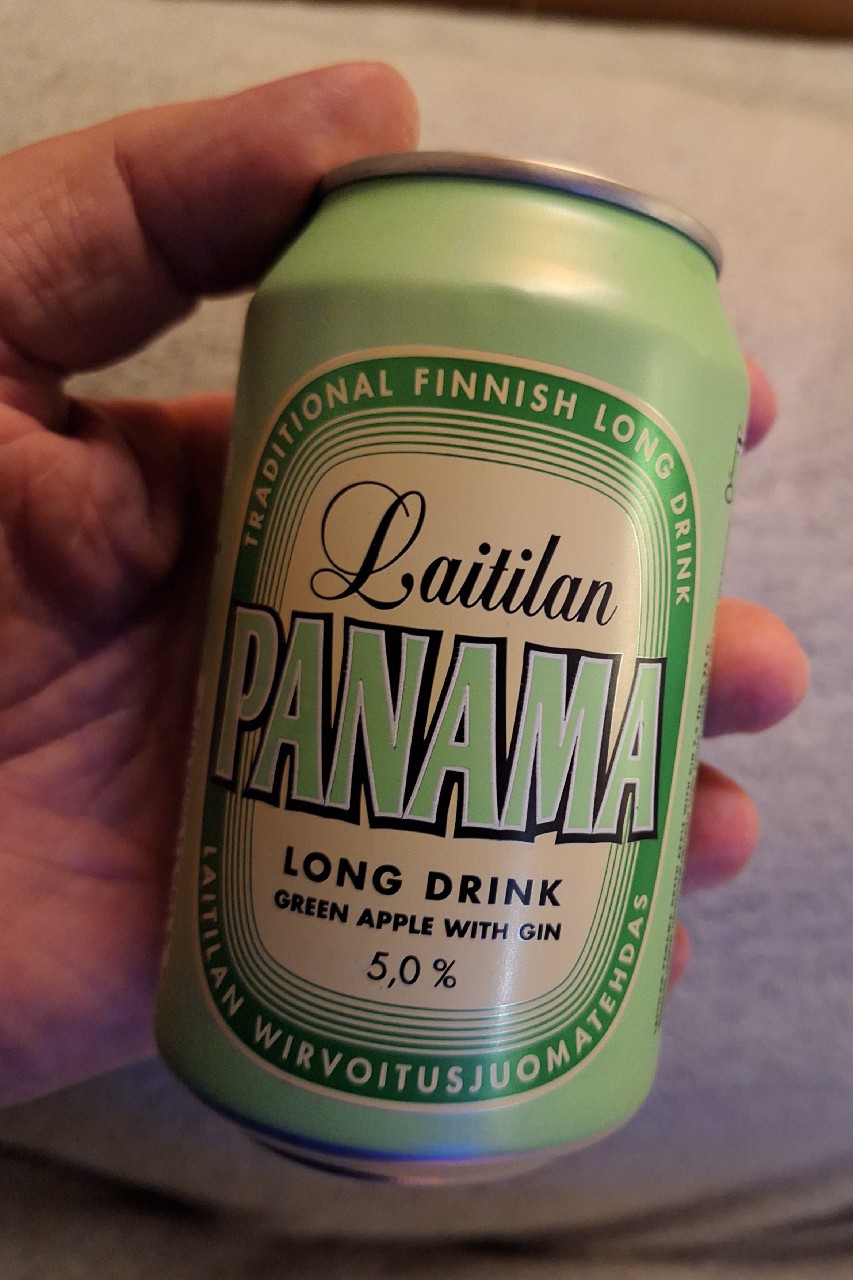 TRADITIONAL FINNISH LONG DRINK
Laitilan
PANAMA
LONG DRINK
GREEN APPLE WITH GIN
5,0 %
LAITILAN WIRVOITUSJUOMATEHDAS